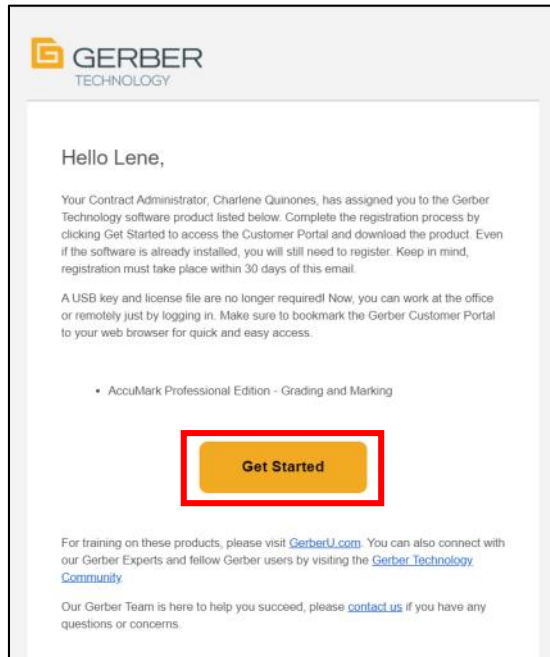 GERBER
TECHNOLOGY
Hello Lene,
Your Contract Administrator, Charlene Quinones, has assigned you to the Gerber
Technology software product listed below. Complete the registration process by
clicking Get Started to access the Customer Portal and download the product. Even
if the software is already installed, you will still need to register. Keep in mind,
registration must take place within 30 days of this email.
A USB key and license file are no longer required! Now, you can work at the office
or remotely just by logging in. Make sure to bookmark the Gerber Customer Portal
to your web browser for quick and easy access.
• AccuMark Professional Edition - Grading and Marking
Get Started
For training on these products, please visit GerberU.com. You can also connect with
our Gerber Experts and fellow Gerber users by visiting the Gerber Technology
Community.
Our Gerber Team is here to help you succeed, please contact us if you have any
questions or concerns.